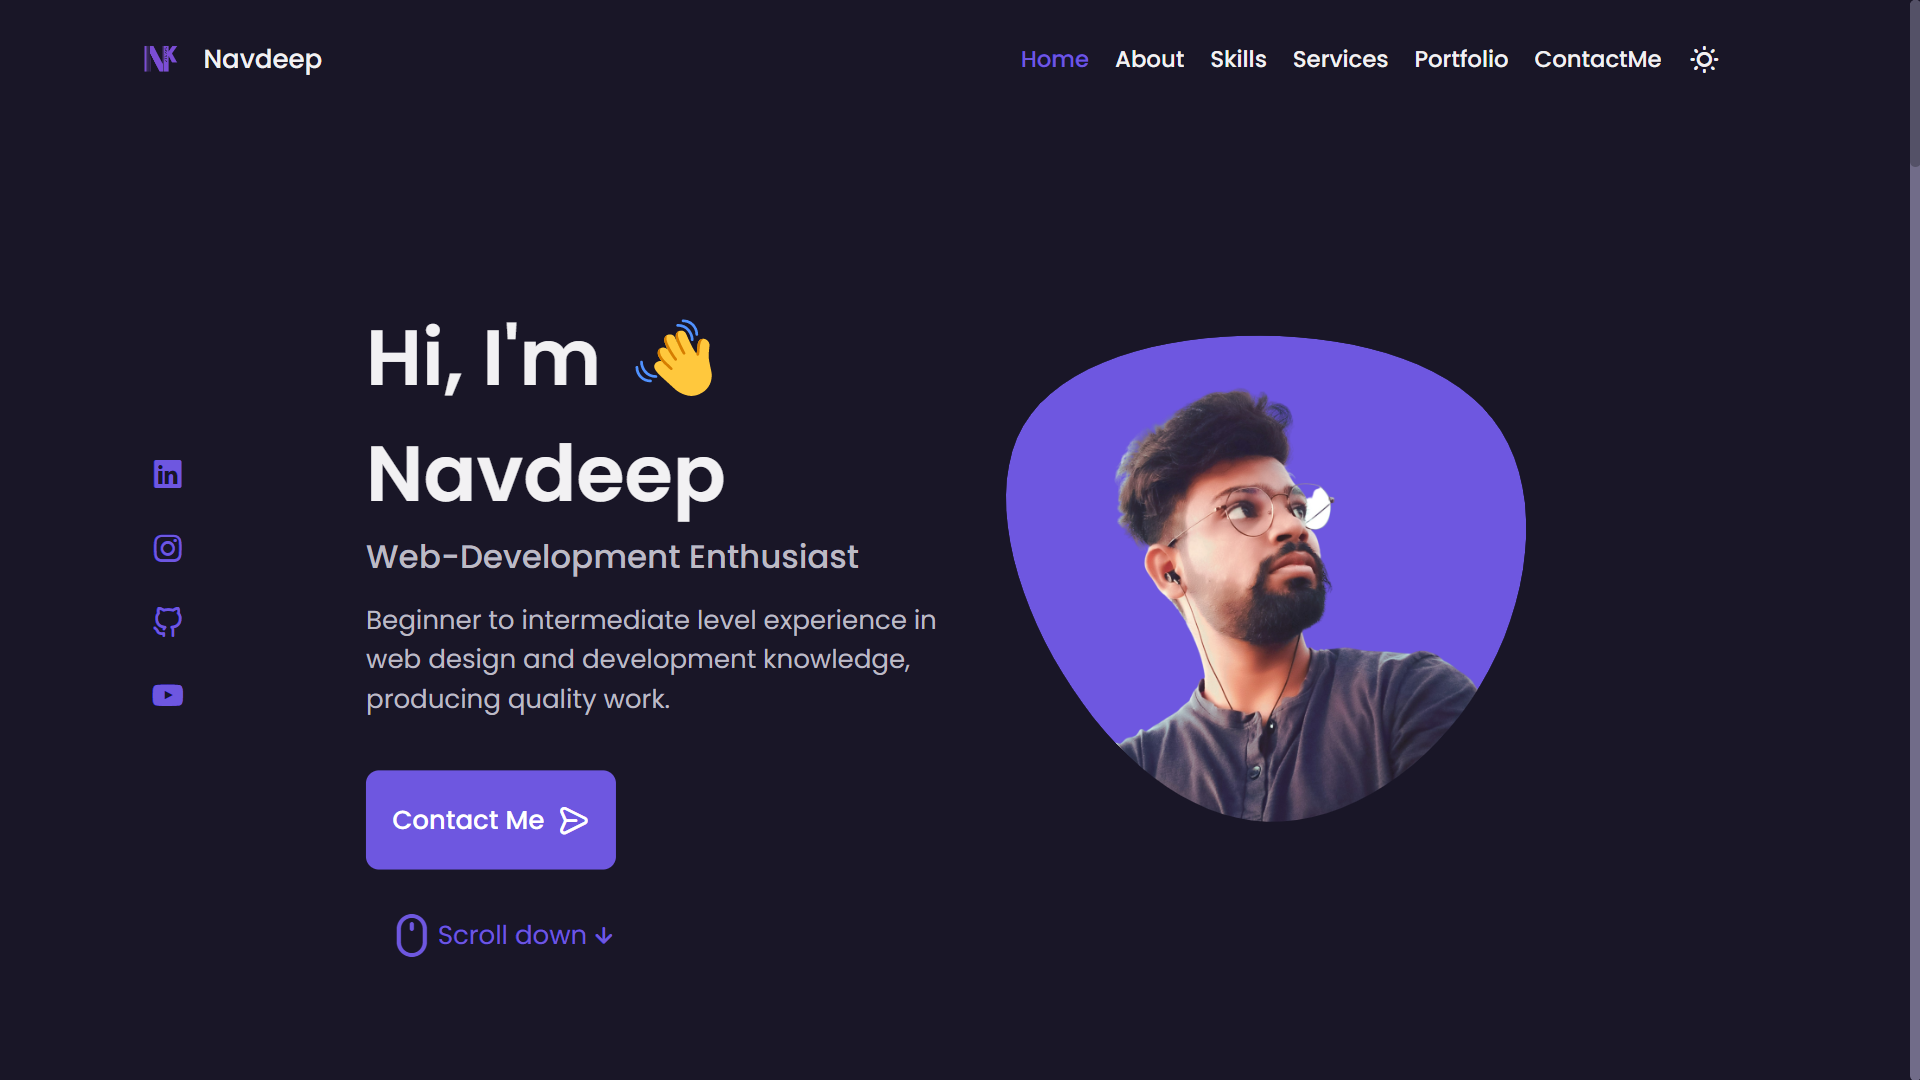 NK Navdeep
Home About Skills Services Portfolio ContactMe
Hi, I'm 👋
Navdeep
Web-Development Enthusiast
Beginner to intermediate level experience in
web design and development knowledge,
producing quality work.
Contact Me
Scroll down ↓